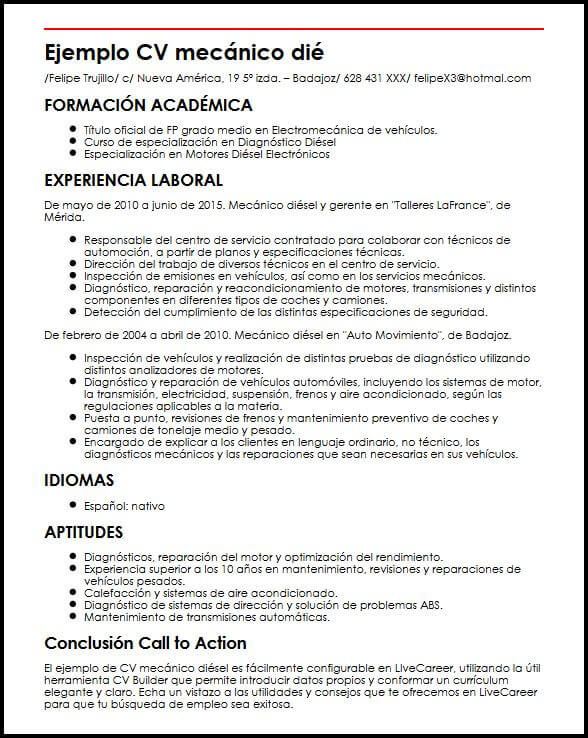 Ejemplo CV mecánico dié
/Felipe Trujillo/ c/ Nueva América, 19 5º izda. – Badajoz/ 628 431 XXX/ felipeX3@hotmal.com
FORMACIÓN ACADÉMICA
● Título oficial de FP grado medio en Electromecánica de vehículos.
● Curso de especialización en Diagnóstico Diésel
● Especialización en Motores Diésel Electrónicos
EXPERIENCIA LABORAL
De mayo de 2010 a junio de 2015. Mecánico diésel y gerente en "Talleres LaFrance", de
Mérida.
● Responsable del centro de servicio contratado para colaborar con técnicos de
automoción, a partir de planos y especificaciones técnicas.
● Dirección del trabajo de diversos técnicos en el centro de servicio.
● Inspección de emisiones en vehículos, así como en los servicios mecánicos.
● Diagnóstico, reparación y reacondicionamiento de motores, transmisiones y distintos
componentes en diferentes tipos de coches y camiones.
● Detección del cumplimiento de las distintas especificaciones de seguridad.
De febrero de 2004 a abril de 2010. Mecánico diésel en "Auto Movimiento", de Badajoz.
● Inspección de vehículos y realización de distintas pruebas de diagnóstico utilizando
distintos analizadores de motores.
● Diagnóstico y reparación de vehículos automóviles, incluyendo los sistemas de motor,
la transmisión, electricidad, suspensión, frenos y aire acondicionado, según las
regulaciones aplicables a la materia.
● Puesta a punto, revisiones de frenos y mantenimiento preventivo de coches y
camiones de tonelaje medio y pesado.
● Encargado de explicar a los clientes en lenguaje ordinario, no técnico, los
diagnósticos mecánicos y las reparaciones que sean necesarias en sus vehículos.
IDIOMAS
● Español: nativo
APTITUDES
● Diagnósticos, reparación del motor y optimización del rendimiento.
● Experiencia superior a los 10 años en mantenimiento, revisiones y reparaciones de
vehículos pesados.
● Calefacción y sistemas de aire acondicionado.
● Diagnóstico de sistemas de dirección y solución de problemas ABS.
● Mantenimiento de transmisiones automáticas.
Conclusión Call to Action
El ejemplo de CV mecánico diésel es fácilmente configurable en LiveCareer, utilizando la útil
herramienta CV Builder que permite introducir datos propios y conformar un currículum
elegante y claro. Echa un vistazo a las utilidades y consejos que te ofrecemos en LiveCareer
para que tu búsqueda de empleo sea exitosa.